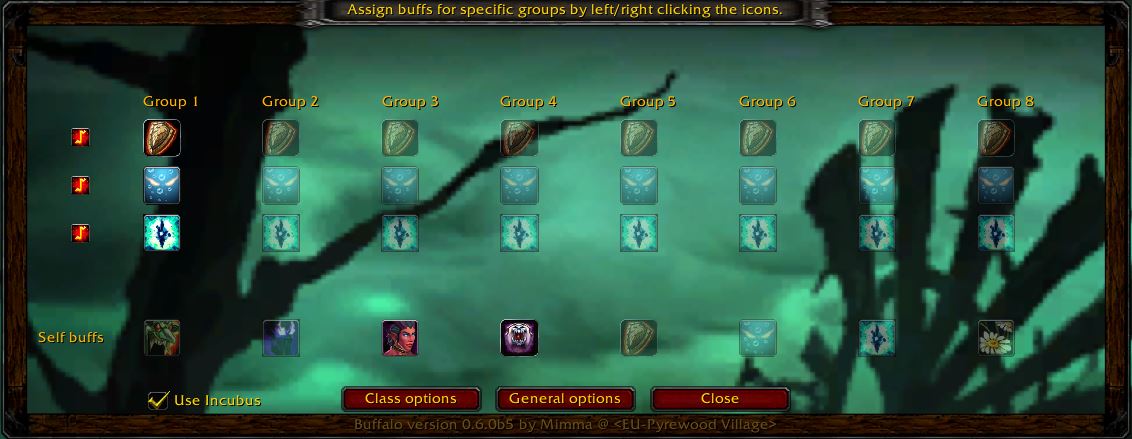 Assign buffs for specific groups by left/right clicking the icons.
Group 1 Group 2 Group 3 Group 4 Group 5 Group 6 Group 7 Group 8
Self buffs
Use Incubus
Class options General options Close
Buffalo version 0.6.0b5 by Mimma @ <EU-Pyrewood Village>